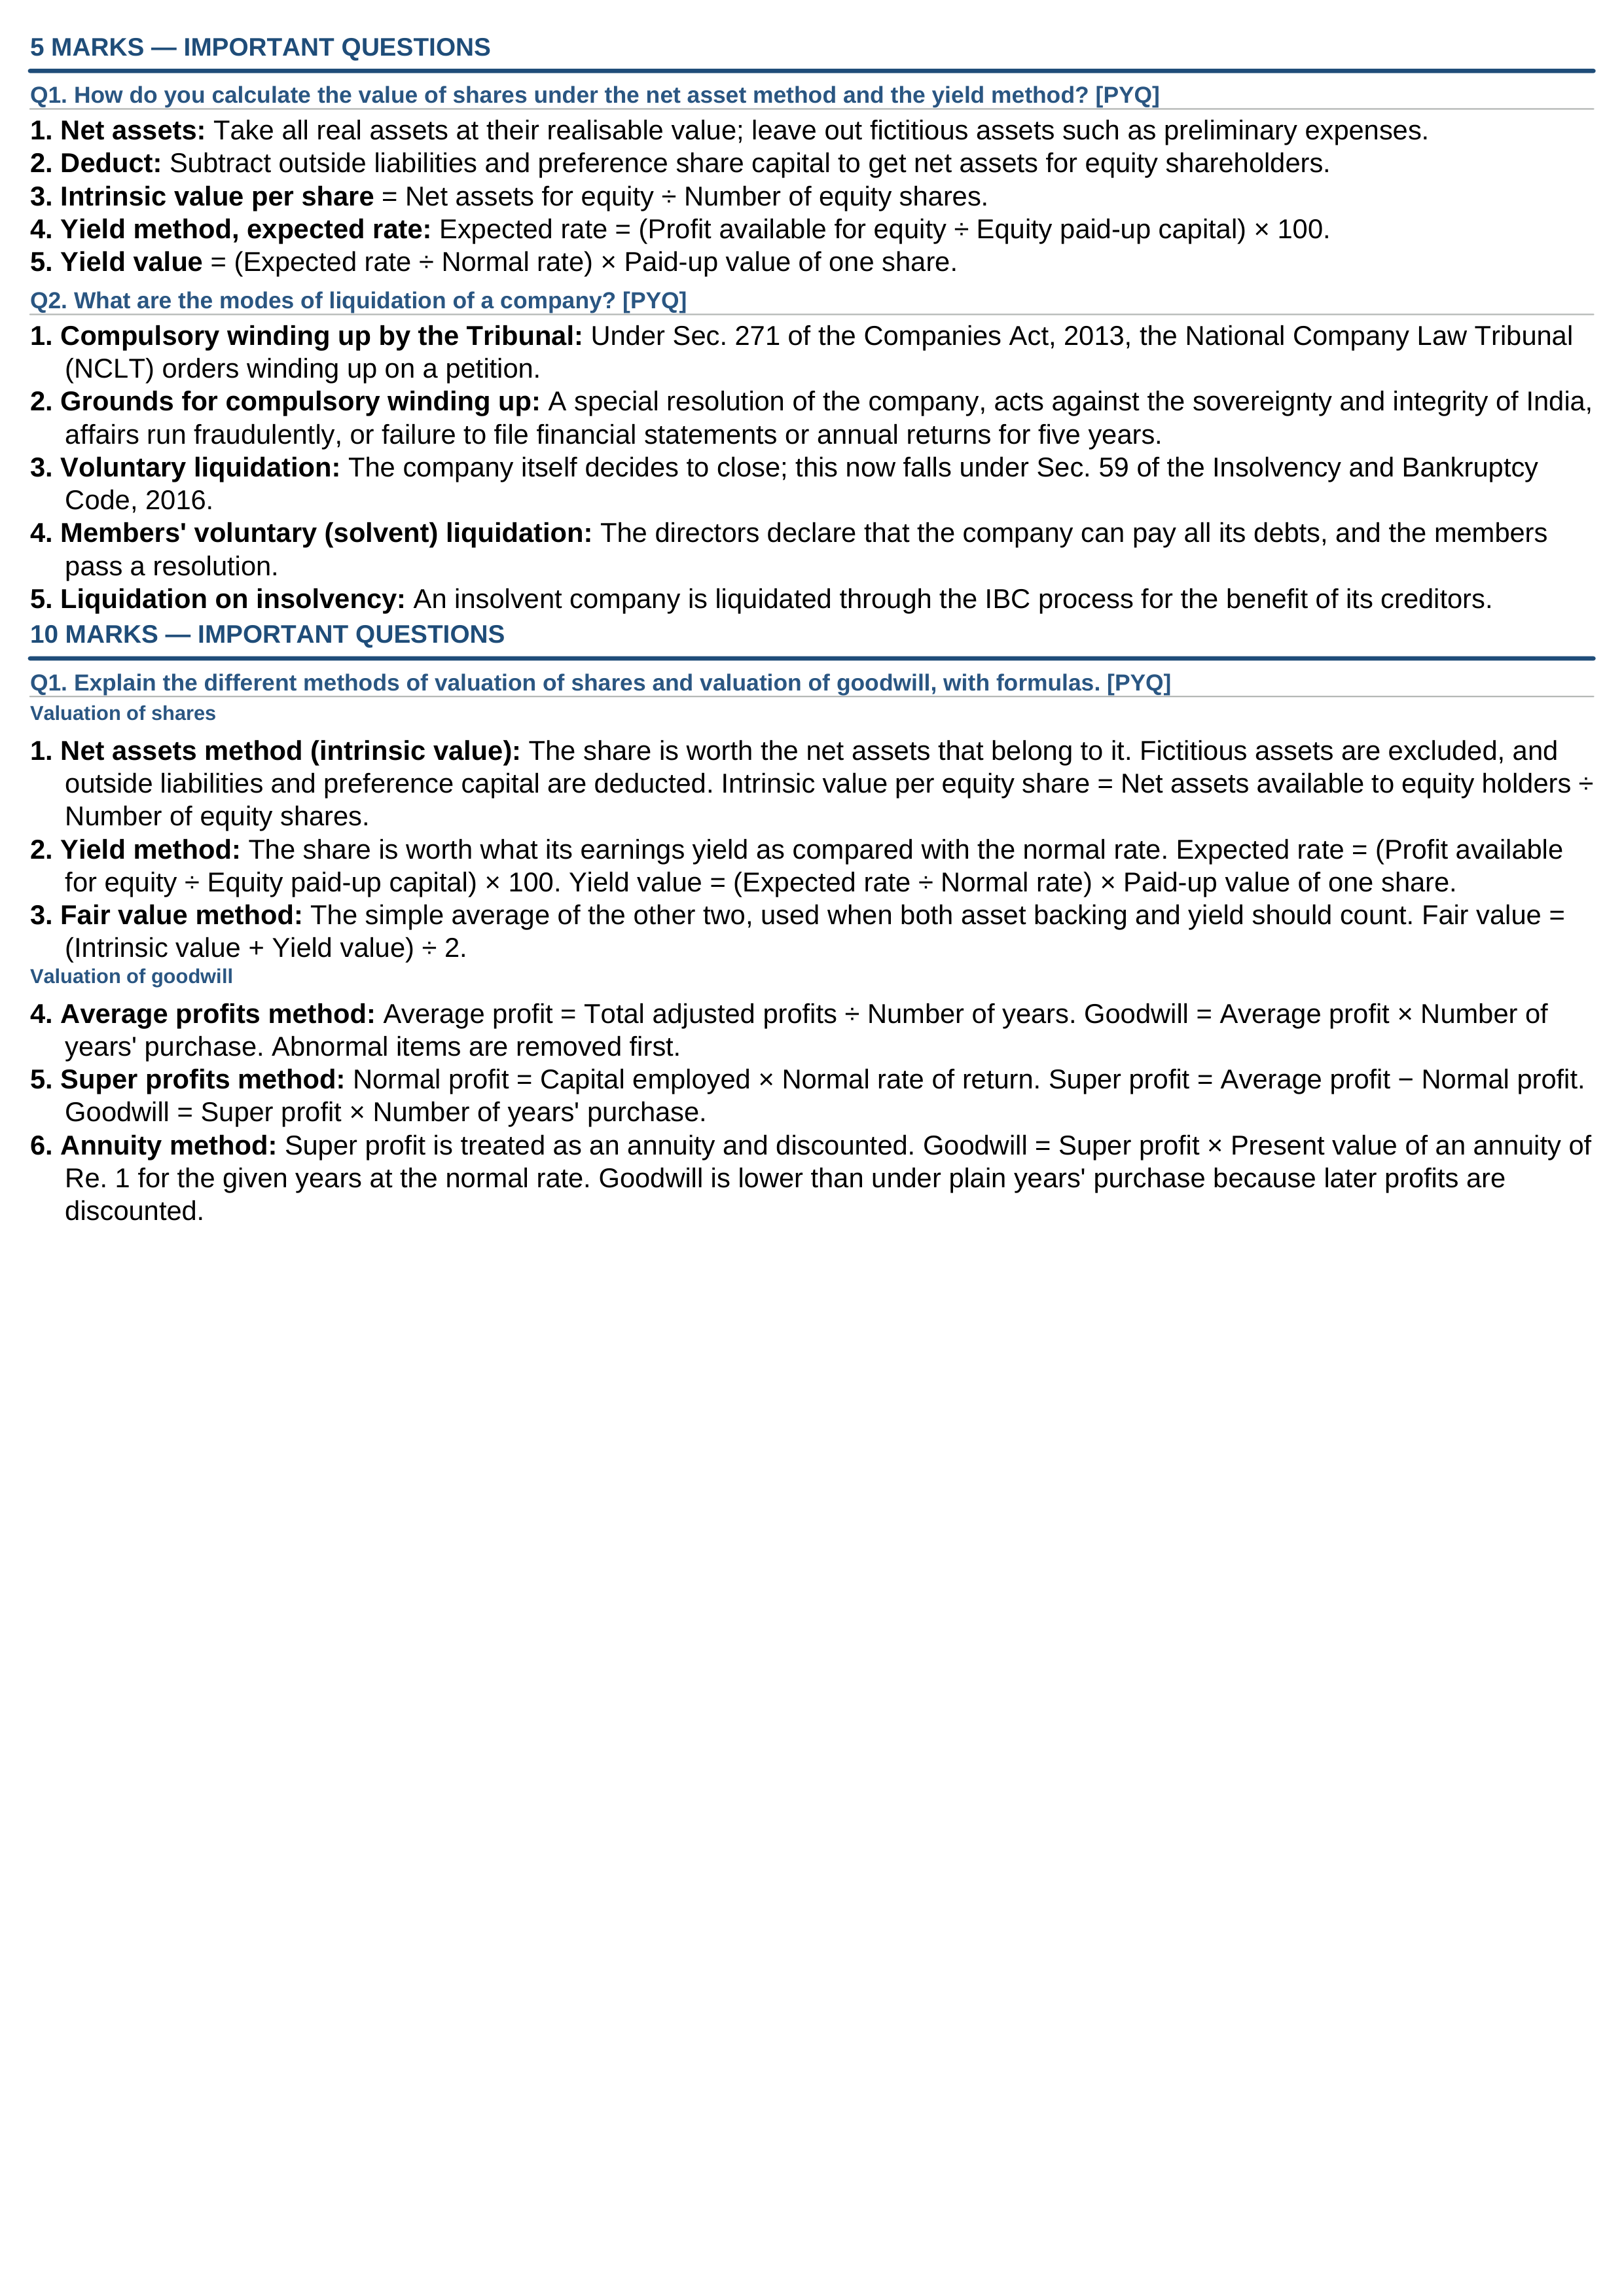 5 MARKS — IMPORTANT QUESTIONS
Q1. How do you calculate the value of shares under the net asset method and the yield method? [PYQ]
1. Net assets: Take all real assets at their realisable value; leave out fictitious assets such as preliminary expenses.
2. Deduct: Subtract outside liabilities and preference share capital to get net assets for equity shareholders.
3. Intrinsic value per share = Net assets for equity ÷ Number of equity shares.
4. Yield method, expected rate: Expected rate = (Profit available for equity ÷ Equity paid-up capital) × 100.
5. Yield value = (Expected rate ÷ Normal rate) × Paid-up value of one share.
Q2. What are the modes of liquidation of a company? [PYQ]
1. Compulsory winding up by the Tribunal: Under Sec. 271 of the Companies Act, 2013, the National Company Law Tribunal
(NCLT) orders winding up on a petition.
2. Grounds for compulsory winding up: A special resolution of the company, acts against the sovereignty and integrity of India,
affairs run fraudulently, or failure to file financial statements or annual returns for five years.
3. Voluntary liquidation: The company itself decides to close; this now falls under Sec. 59 of the Insolvency and Bankruptcy
Code, 2016.
4. Members' voluntary (solvent) liquidation: The directors declare that the company can pay all its debts, and the members
pass a resolution.
5. Liquidation on insolvency: An insolvent company is liquidated through the IBC process for the benefit of its creditors.
10 MARKS — IMPORTANT QUESTIONS
Q1. Explain the different methods of valuation of shares and valuation of goodwill, with formulas. [PYQ]
Valuation of shares
1. Net assets method (intrinsic value): The share is worth the net assets that belong to it. Fictitious assets are excluded, and
outside liabilities and preference capital are deducted. Intrinsic value per equity share = Net assets available to equity holders ÷
Number of equity shares.
2. Yield method: The share is worth what its earnings yield as compared with the normal rate. Expected rate = (Profit available
for equity ÷ Equity paid-up capital) × 100. Yield value = (Expected rate ÷ Normal rate) × Paid-up value of one share.
3. Fair value method: The simple average of the other two, used when both asset backing and yield should count. Fair value =
(Intrinsic value + Yield value) ÷ 2.
Valuation of goodwill
4. Average profits method: Average profit = Total adjusted profits ÷ Number of years. Goodwill = Average profit × Number of
years' purchase. Abnormal items are removed first.
5. Super profits method: Normal profit = Capital employed × Normal rate of return. Super profit = Average profit − Normal profit.
Goodwill = Super profit × Number of years' purchase.
6. Annuity method: Super profit is treated as an annuity and discounted. Goodwill = Super profit × Present value of an annuity of
Re. 1 for the given years at the normal rate. Goodwill is lower than under plain years' purchase because later profits are
discounted.